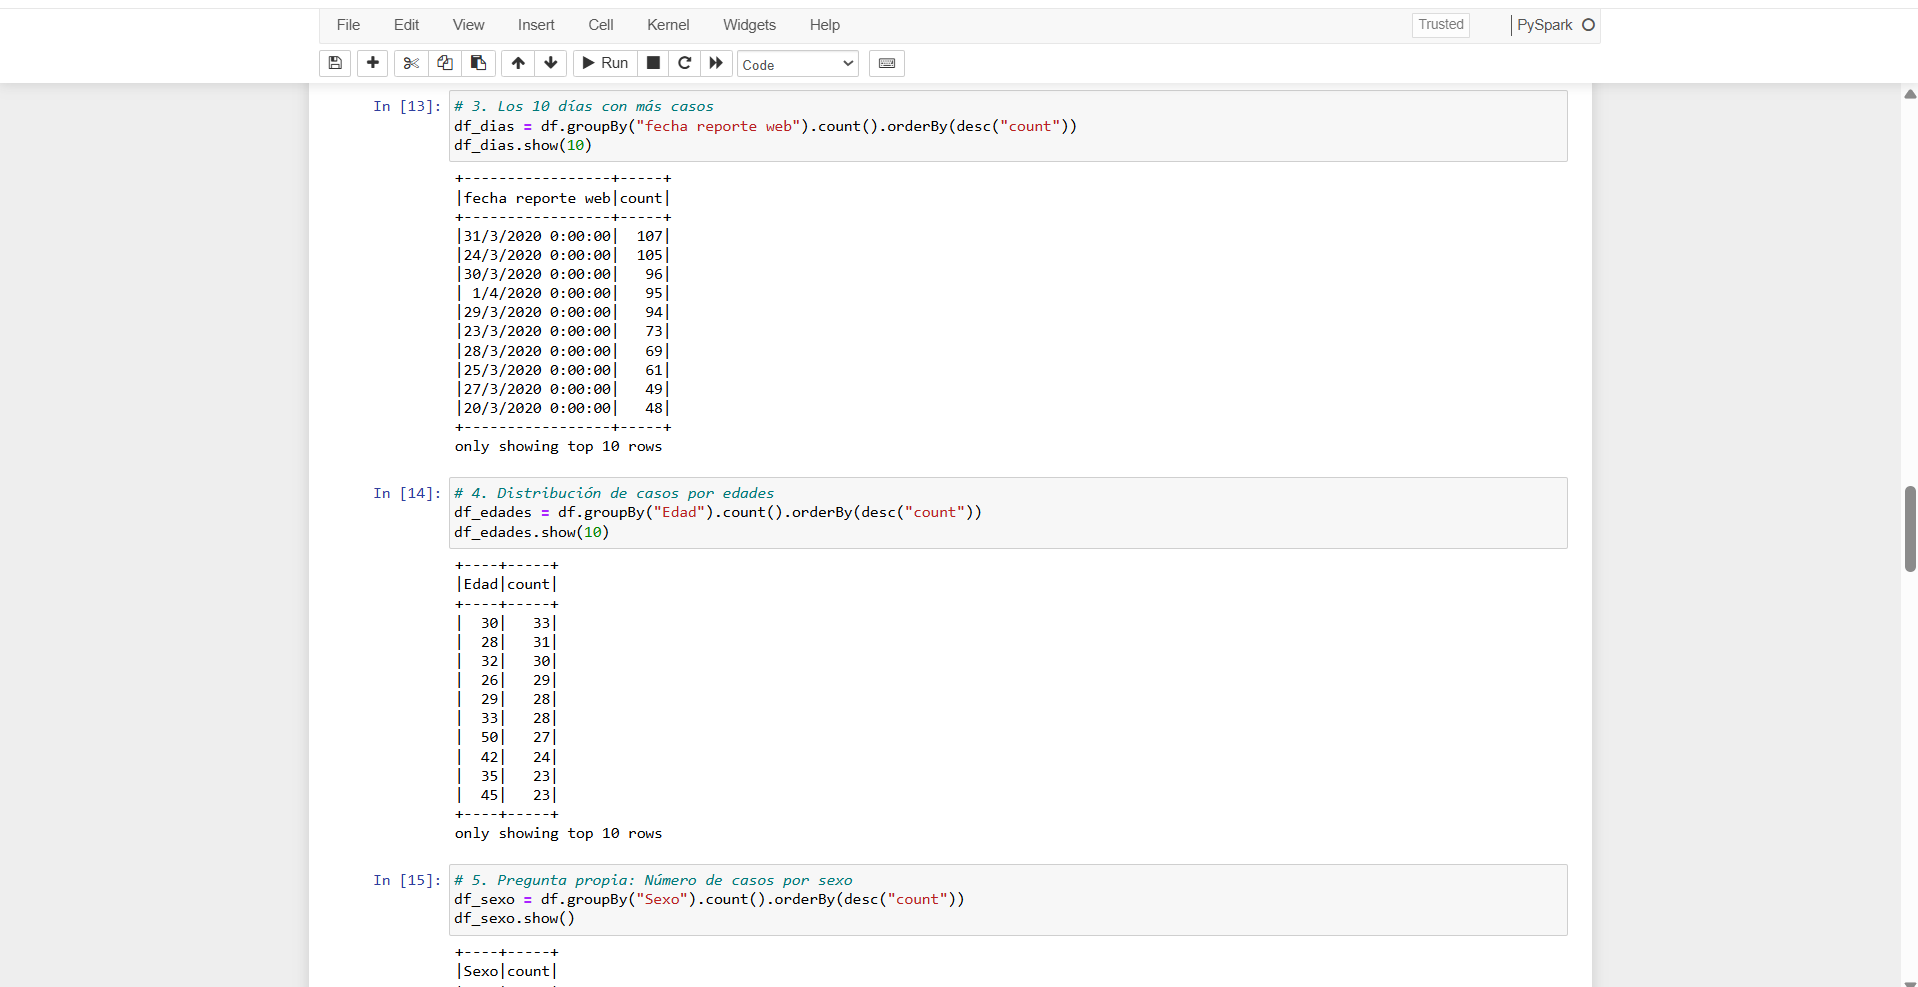 File Edit View Insert Cell Kernel Widgets Help Trusted PySpark
Run Code
In [13]: # 3. Los 10 días con más casos
df_dias = df.groupBy("fecha reporte web").count().orderBy(desc("count"))
df_dias.show(10)
+-----------------+-----+
|fecha reporte web|count|
+-----------------+-----+
|31/3/2020 0:00:00|  107|
|24/3/2020 0:00:00|  105|
|30/3/2020 0:00:00|   96|
| 1/4/2020 0:00:00|   95|
|29/3/2020 0:00:00|   94|
|23/3/2020 0:00:00|   73|
|28/3/2020 0:00:00|   69|
|25/3/2020 0:00:00|   61|
|27/3/2020 0:00:00|   49|
|20/3/2020 0:00:00|   48|
+-----------------+-----+
only showing top 10 rows
In [14]: # 4. Distribución de casos por edades
df_edades = df.groupBy("Edad").count().orderBy(desc("count"))
df_edades.show(10)
+----+-----+
|Edad|count|
+----+-----+
|  30|   33|
|  28|   31|
|  32|   30|
|  26|   29|
|  29|   28|
|  33|   28|
|  50|   27|
|  42|   24|
|  35|   23|
|  45|   23|
+----+-----+
only showing top 10 rows
In [15]: # 5. Pregunta propia: Número de casos por sexo
df_sexo = df.groupBy("Sexo").count().orderBy(desc("count"))
df_sexo.show()
+----+-----+
|Sexo|count|